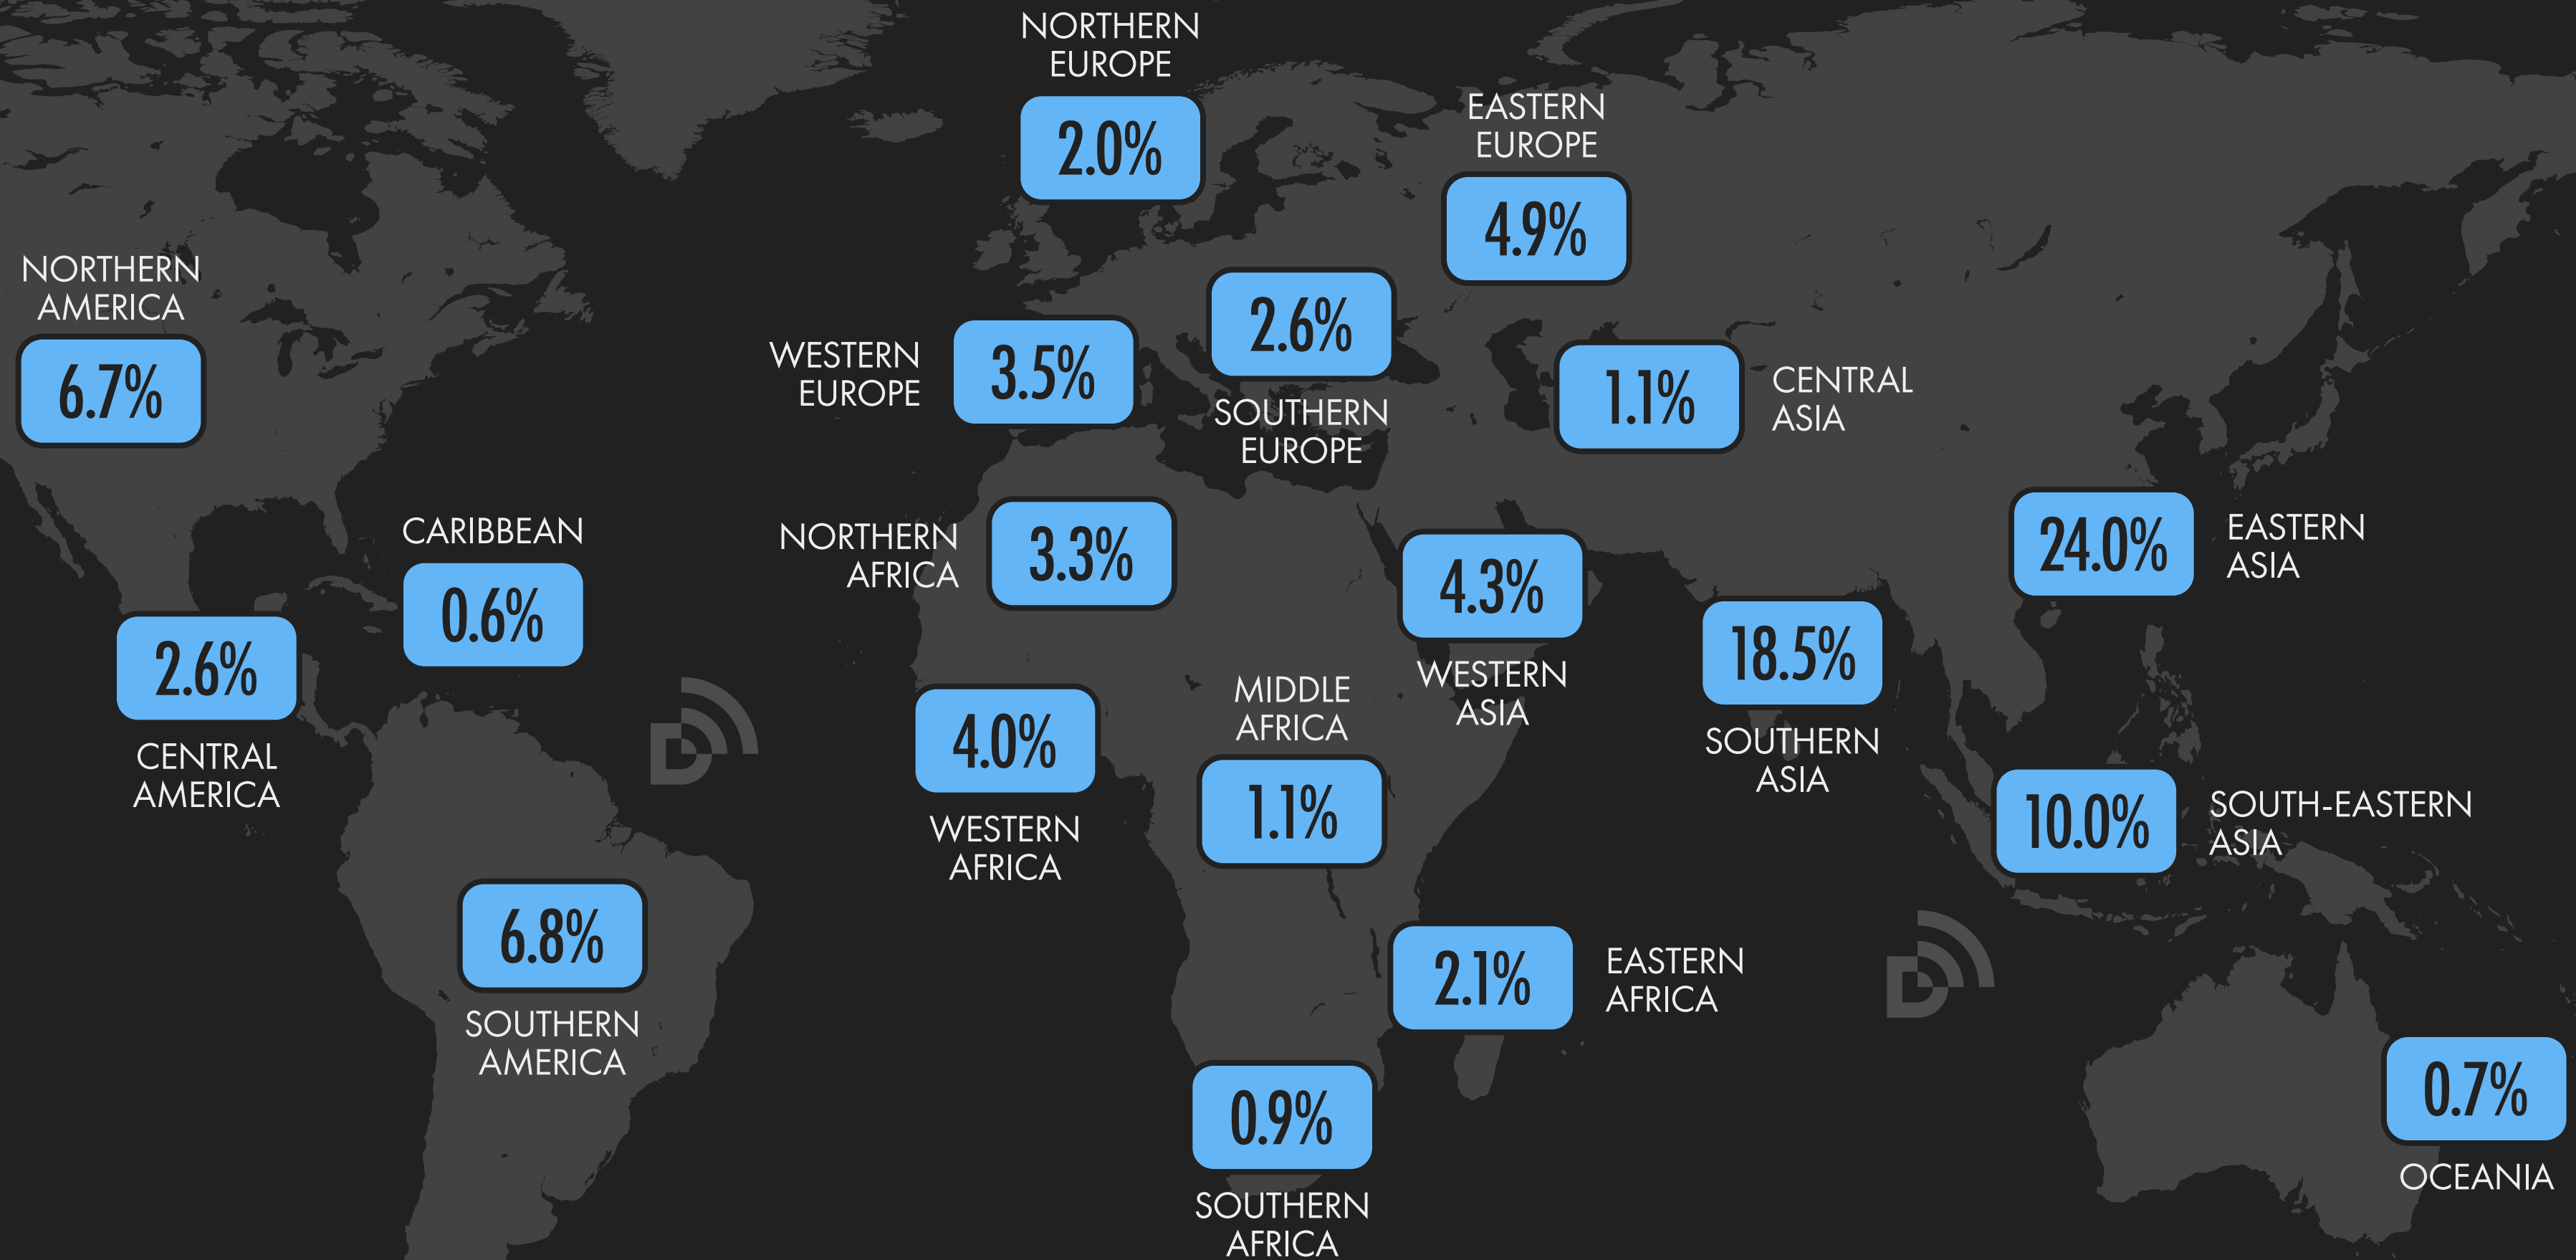 NORTHERN
EUROPE
2.0%
EASTERN
EUROPE
4.9%
NORTHERN
AMERICA
6.7%
WESTERN
EUROPE
3.5%
2.6%
SOUTHERN
EUROPE
1.1%
CENTRAL
ASIA
CARIBBEAN
0.6%
NORTHERN
AFRICA
3.3%
4.3%
WESTERN
ASIA
24.0%
EASTERN
ASIA
2.6%
CENTRAL
AMERICA
18.5%
SOUTHERN
ASIA
4.0%
WESTERN
AFRICA
MIDDLE
AFRICA
1.1%
10.0%
SOUTH-EASTERN
ASIA
6.8%
SOUTHERN
AMERICA
2.1%
EASTERN
AFRICA
0.9%
SOUTHERN
AFRICA
0.7%
OCEANIA